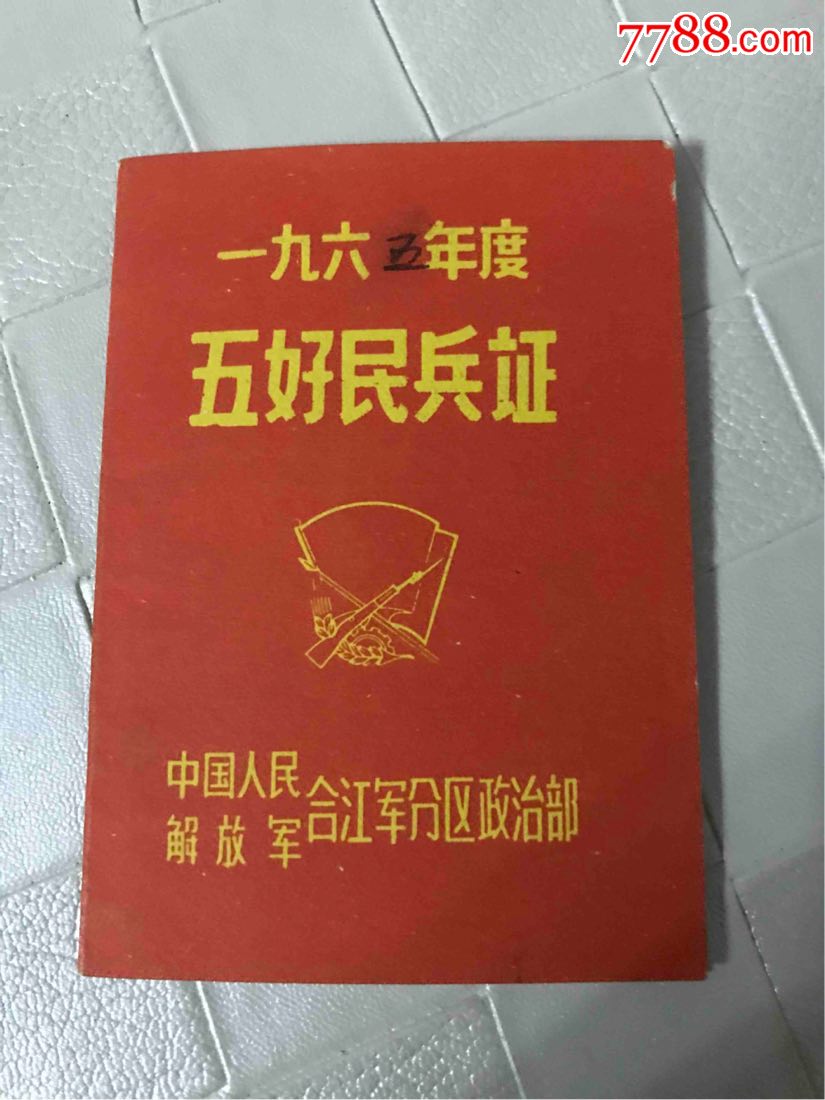 7788.com
一九六五年度
五好民兵证
中国人民
解放军
合江军分区政治部